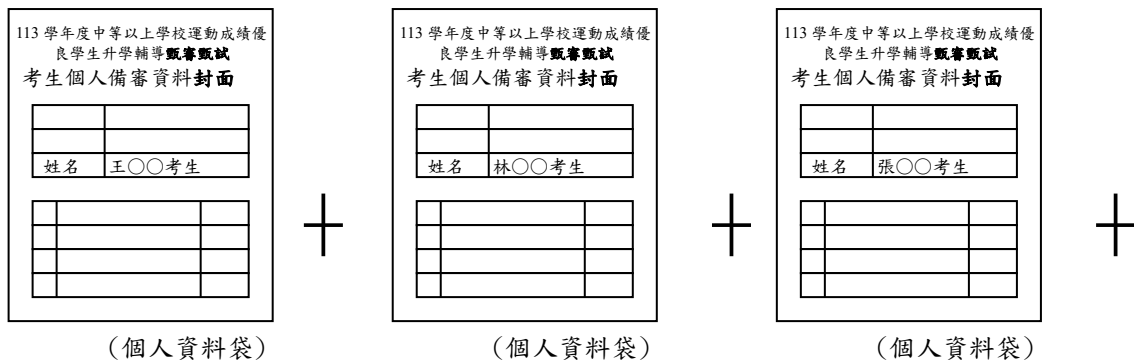 113 學年度中等以上學校運動成績優
良學生升學輔導甄審甄試
考生個人備審資料封面
姓名 王○○考生
(個人資料袋)
+
113 學年度中等以上學校運動成績優
良學生升學輔導甄審甄試
考生個人備審資料封面
姓名 林○○考生
(個人資料袋)
+
113 學年度中等以上學校運動成績優
良學生升學輔導甄審甄試
考生個人備審資料封面
姓名 張○○考生
(個人資料袋)
+